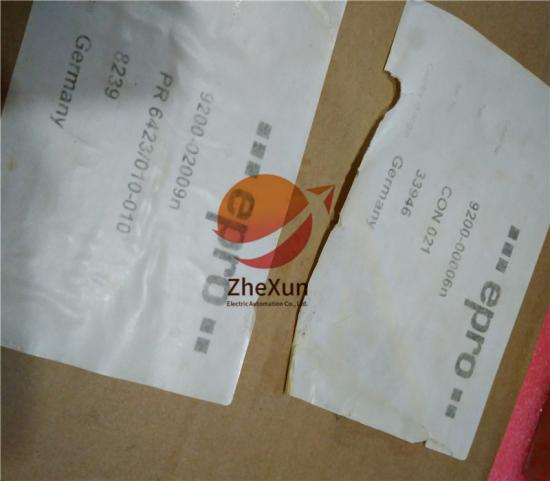 epro
9200-02009n
PR 6423/010-010
8239
Germany
epro
9200-00006n
CON 021
33946
Germany
ZheXun
Electric Automation Co., Ltd.